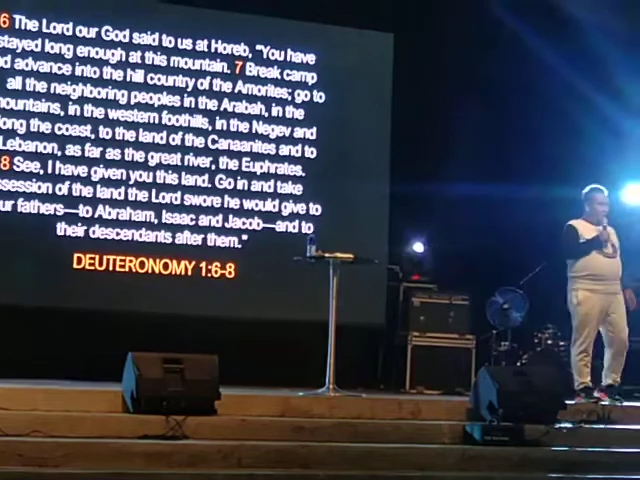 6 The Lord our God said to us at Horeb, "You have
stayed long enough at this mountain. 7 Break camp
advance into the hill country of the Amorites; go to
all the neighboring peoples in the Arabah, in the
mountains, in the western foothills, in the Negev and
long the coast, to the land of the Canaanites and to
Lebanon, as far as the great river, the Euphrates.
8 See, I have given you this land. Go in and take
ssession of the land the Lord swore he would give to
ur fathers—to Abraham, Isaac and Jacob—and to
their descendants after them."
DEUTERONOMY 1:6-8